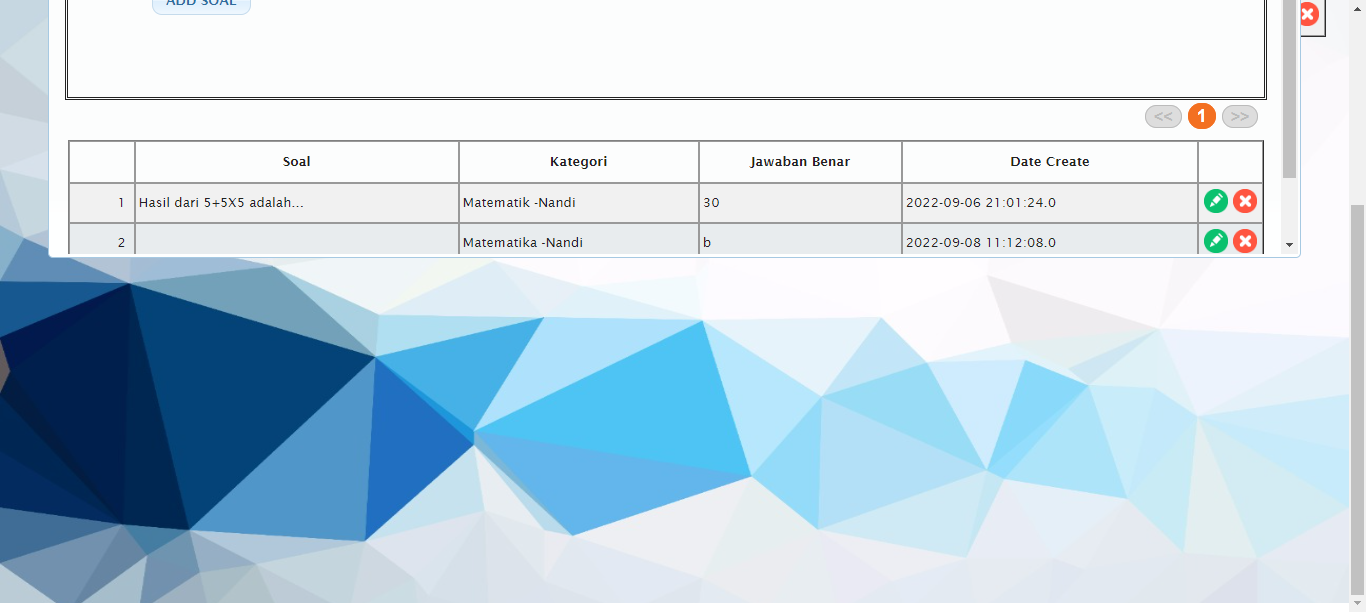 ADD SOAL
<< 1 >>
Soal Kategori Jawaban Benar Date Create
1 Hasil dari 5+5X5 adalah... Matematik -Nandi 30 2022-09-06 21:01:24.0
2 Matematika -Nandi b 2022-09-08 11:12:08.0